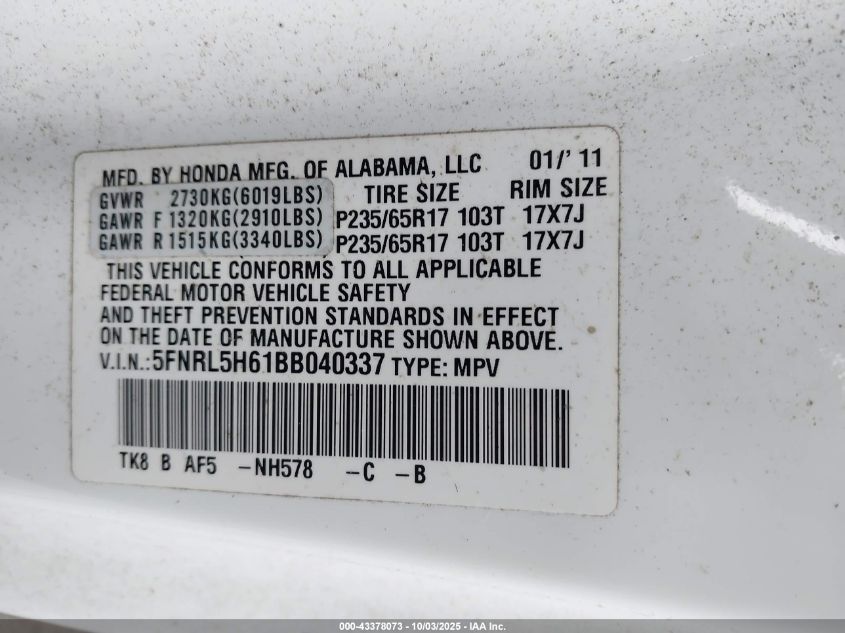 MFD. BY HONDA MFG. OF ALABAMA, LLC 01/' 11
GVWR 2730KG(6019LBS) TIRE SIZE RIM SIZE
GAWR F 1320KG(2910LBS) P235/65R17 103T 17X7J
GAWR R 1515KG(3340LBS) P235/65R17 103T 17X7J
THIS VEHICLE CONFORMS TO ALL APPLICABLE
FEDERAL MOTOR VEHICLE SAFETY
AND THEFT PREVENTION STANDARDS IN EFFECT
ON THE DATE OF MANUFACTURE SHOWN ABOVE.
V.I.N.:5FNRL5H61BB040337 TYPE: MPV
TK8 B AF5 -NH578 -C -B
000-43378073 - 10/03/2025 - IAA Inc.